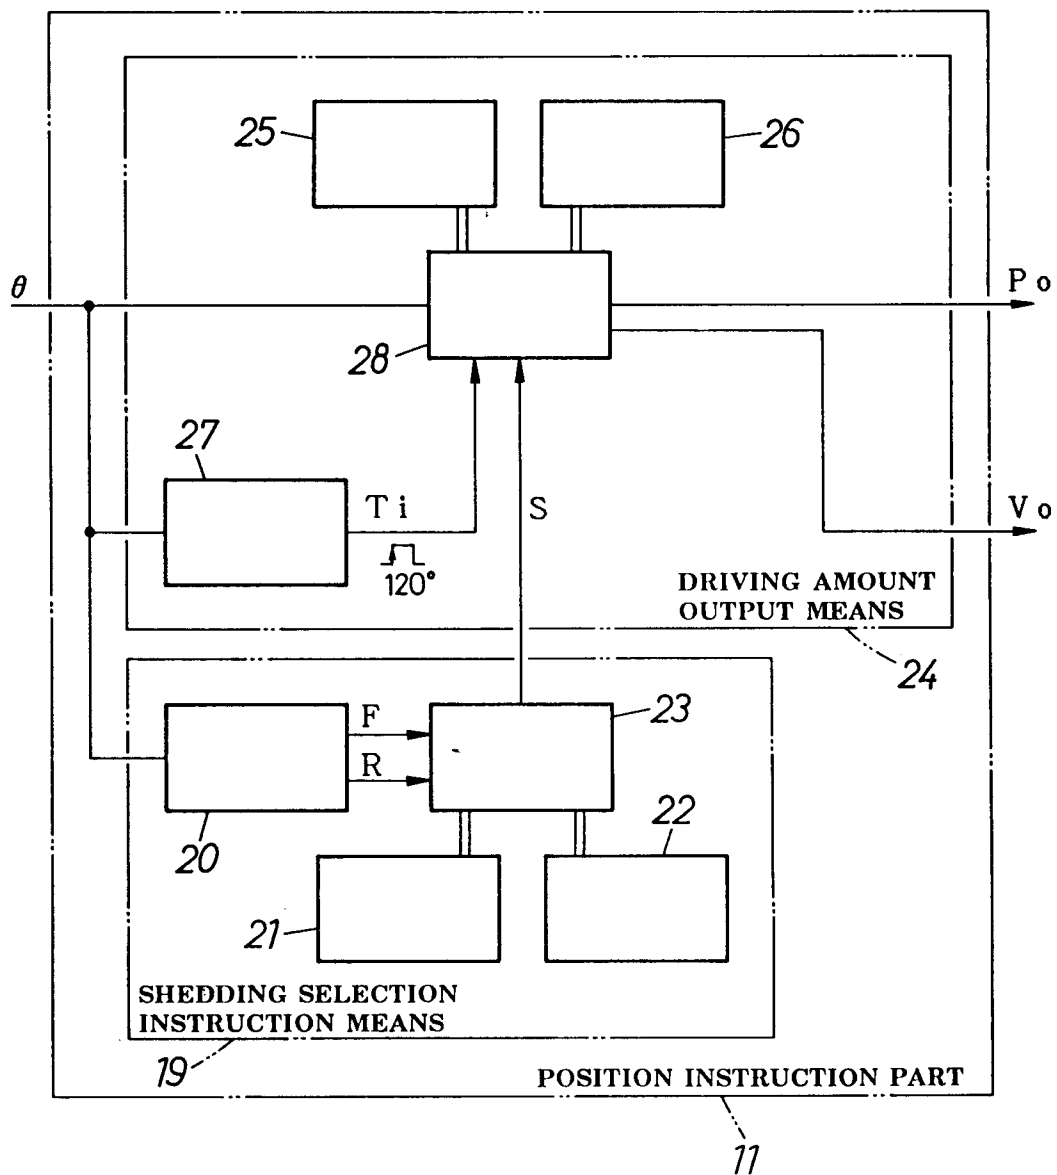 25
26
θ
Po
28
27
Ti
S
Vo
120°
DRIVING AMOUNT
OUTPUT MEANS
24
F
23
R
20
22
21
SHEDDING SELECTION
INSTRUCTION MEANS
19
POSITION INSTRUCTION PART
11